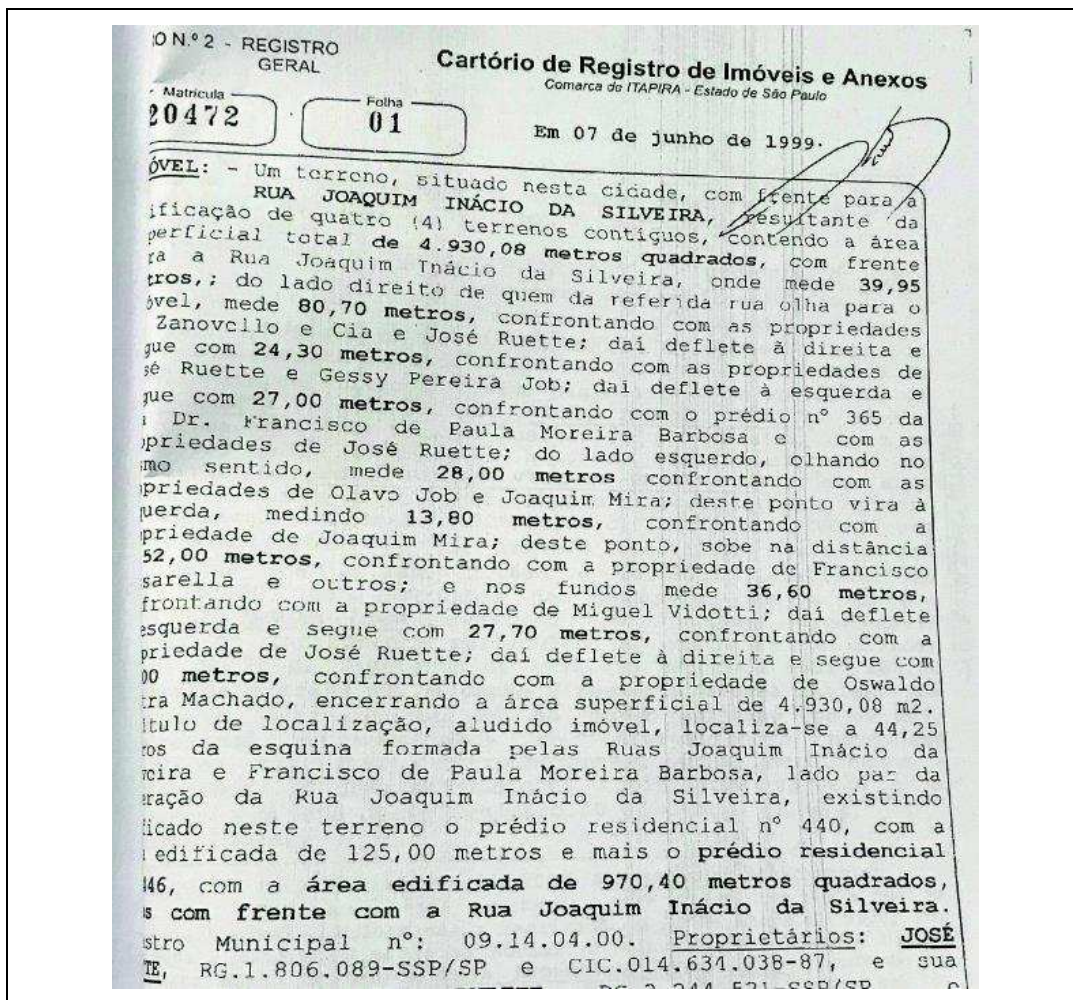 O N.º 2 - REGISTRO
GERAL
Cartório de Registro de Imóveis e Anexos
Comarca de ITAPIRA - Estado de São Paulo
Matrícula
20472
Folha
01
Em 07 de junho de 1999.
ÓVEL: - Um terreno, situado nesta cidade, com frente para a
RUA JOAQUIM INÁCIO DA SILVEIRA, resultante da
ificação de quatro (4) terrenos contíguos, contendo a área
perficial total de 4.930,08 metros quadrados, com frente
ra a Rua Joaquim Inácio da Silveira, onde mede 39,95
tros,; do lado direito de quem da referida rua olha para o
óvel, mede 80,70 metros, confrontando com as propriedades
Zanovello e Cia e José Ruette; daí deflete à direita e
gue com 24,30 metros, confrontando com as propriedades de
sé Ruette e Gessy Pereira Job; daí deflete à esquerda e
gue com 27,00 metros, confrontando com o prédio nº 365 da
Dr. Francisco de Paula Moreira Barbosa e com as
opriedades de José Ruette; do lado esquerdo, olhando no
smo sentido, mede 28,00 metros confrontando com as
opriedades de Olavo Job e Joaquim Mira; deste ponto vira à
querda, medindo 13,80 metros, confrontando com a
opriedade de Joaquim Mira; deste ponto, sobe na distância
52,00 metros, confrontando com a propriedade de Francisco
sarella e outros; e nos fundos mede 36,60 metros,
frontando com a propriedade de Miguel Vidotti; daí deflete
esquerda e segue com 27,70 metros, confrontando com a
priedade de José Ruette; daí deflete à direita e segue com
00 metros, confrontando com a propriedade de Oswaldo
tra Machado, encerrando a área superficial de 4.930,08 m2.
ítulo de localização, aludido imóvel, localiza-se a 44,25
ros da esquina formada pelas Ruas Joaquim Inácio da
veira e Francisco de Paula Moreira Barbosa, lado par da
eração da Rua Joaquim Inácio da Silveira, existindo
ficado neste terreno o prédio residencial nº 440, com a
edificada de 125,00 metros e mais o prédio residencial
446, com a área edificada de 970,40 metros quadrados,
s com frente com a Rua Joaquim Inácio da Silveira.
stro Municipal nº: 09.14.04.00. Proprietários: JOSÉ
TE, RG.1.806.089-SSP/SP e CIC.014.634.038-87, e sua